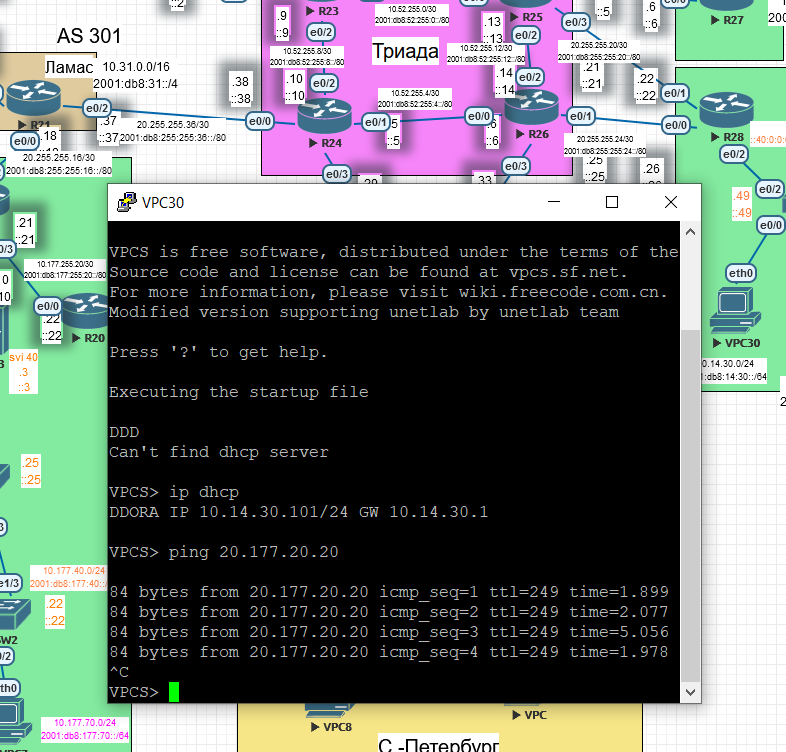 AS 301
Ламас
10.31.0.0/16
2001:db8:31::/4
R21
e0/2
.37
::37
20.255.255.36/30
2001:db8:255:255:36::/80
.38
::38
e0/0
R24
e0/2
.10
::10
e0/1
e0/3
.9
::9
R23
e0/2
10.52.255.0/30
2001:db8:52:255:0::/80
10.52.255.8/30
2001:db8:52:255:8::/80
Триада
10.52.255.12/30
2001:db8:52:255:12::/80
10.52.255.4/30
2001:db8:52:255:4::/80
.13
::13
R25
e0/3
e0/2
e0/2
.14
::14
e0/0
R26
e0/1
e0/3
.5
::5
.6
::6
::5
.6
::6
20.255.255.20/30
2001:db8:255:255:20::/80
.21
::21
.22
::22
20.255.255.24/30
2001:db8:255:255:24::/80
.25
::25
.26
R27
e0/1
e0/0
R28
e0/2
::40:0:0:
.49
::49
e0/2
e0/0
eth0
VPC30
0.14.30.0/24
1:db8:14:30::/64
.18
e0/0
20.255.255.16/30
2001:db8:255:255:16::/80
.21
::21
0/3
10.177.255.20/30
2001:db8:177:255:20::/80
e0/0
.22
::22
R20
svi 40
.3
::3
.25
::25
10.177.40.0/24
2001:db8:177:40::/
e1/3
.22
::22
SW2
th0
10.177.70.0/24
2001:db8:177:70::/64
.33
VPC30
VPCS is free software, distributed under the terms of the
Source code and license can be found at vpcs.sf.net.
For more information, please visit wiki.freecode.com.cn.
Modified version supporting unetlab by unetlab team
Press '?' to get help.
Executing the startup file
DDD
Can't find dhcp server
VPCS> ip dhcp
DDORA IP 10.14.30.101/24 GW 10.14.30.1
VPCS> ping 20.177.20.20
84 bytes from 20.177.20.20 icmp_seq=1 ttl=249 time=1.899
84 bytes from 20.177.20.20 icmp_seq=2 ttl=249 time=2.077
84 bytes from 20.177.20.20 icmp_seq=3 ttl=249 time=5.056
84 bytes from 20.177.20.20 icmp_seq=4 ttl=249 time=1.978
^C
VPCS>
VPC8
VPC
С -Петербург